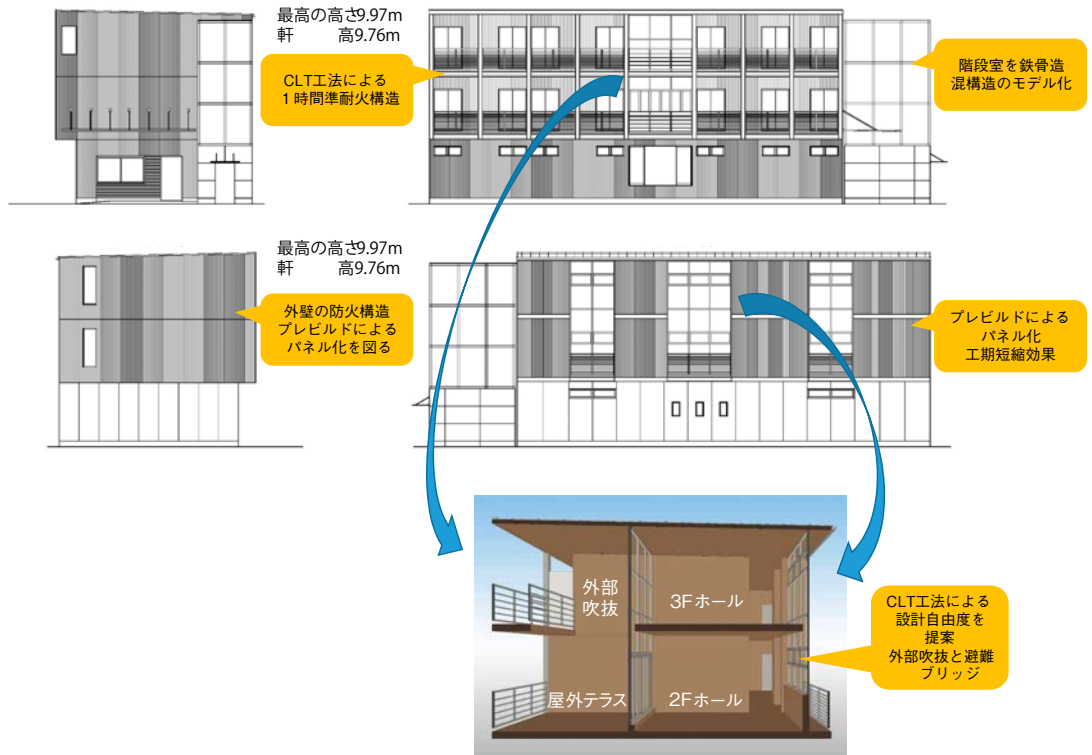 最高の高さ9.97m
軒　　高9.76m
CLT工法による
１時間準耐火構造
階段室を鉄骨造
混構造のモデル化
最高の高さ9.97m
軒　　高9.76m
外壁の防火構造
プレビルドによる
パネル化を図る
プレビルドによる
パネル化
工期短縮効果
外部
吹抜
3Fホール
屋外テラス
2Fホール
CLT工法による
設計自由度を
提案
外部吹抜と避難
ブリッジ